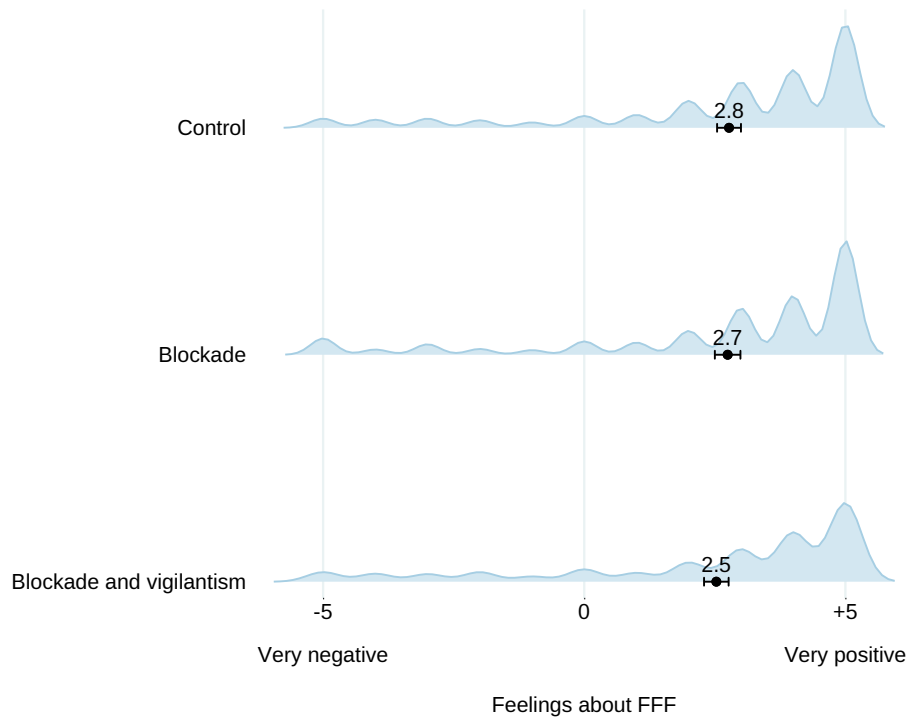 2.8
Control
2.7
Blockade
2.5
Blockade and vigilantism
-5 0 +5
Very negative Very positive
Feelings about FFF